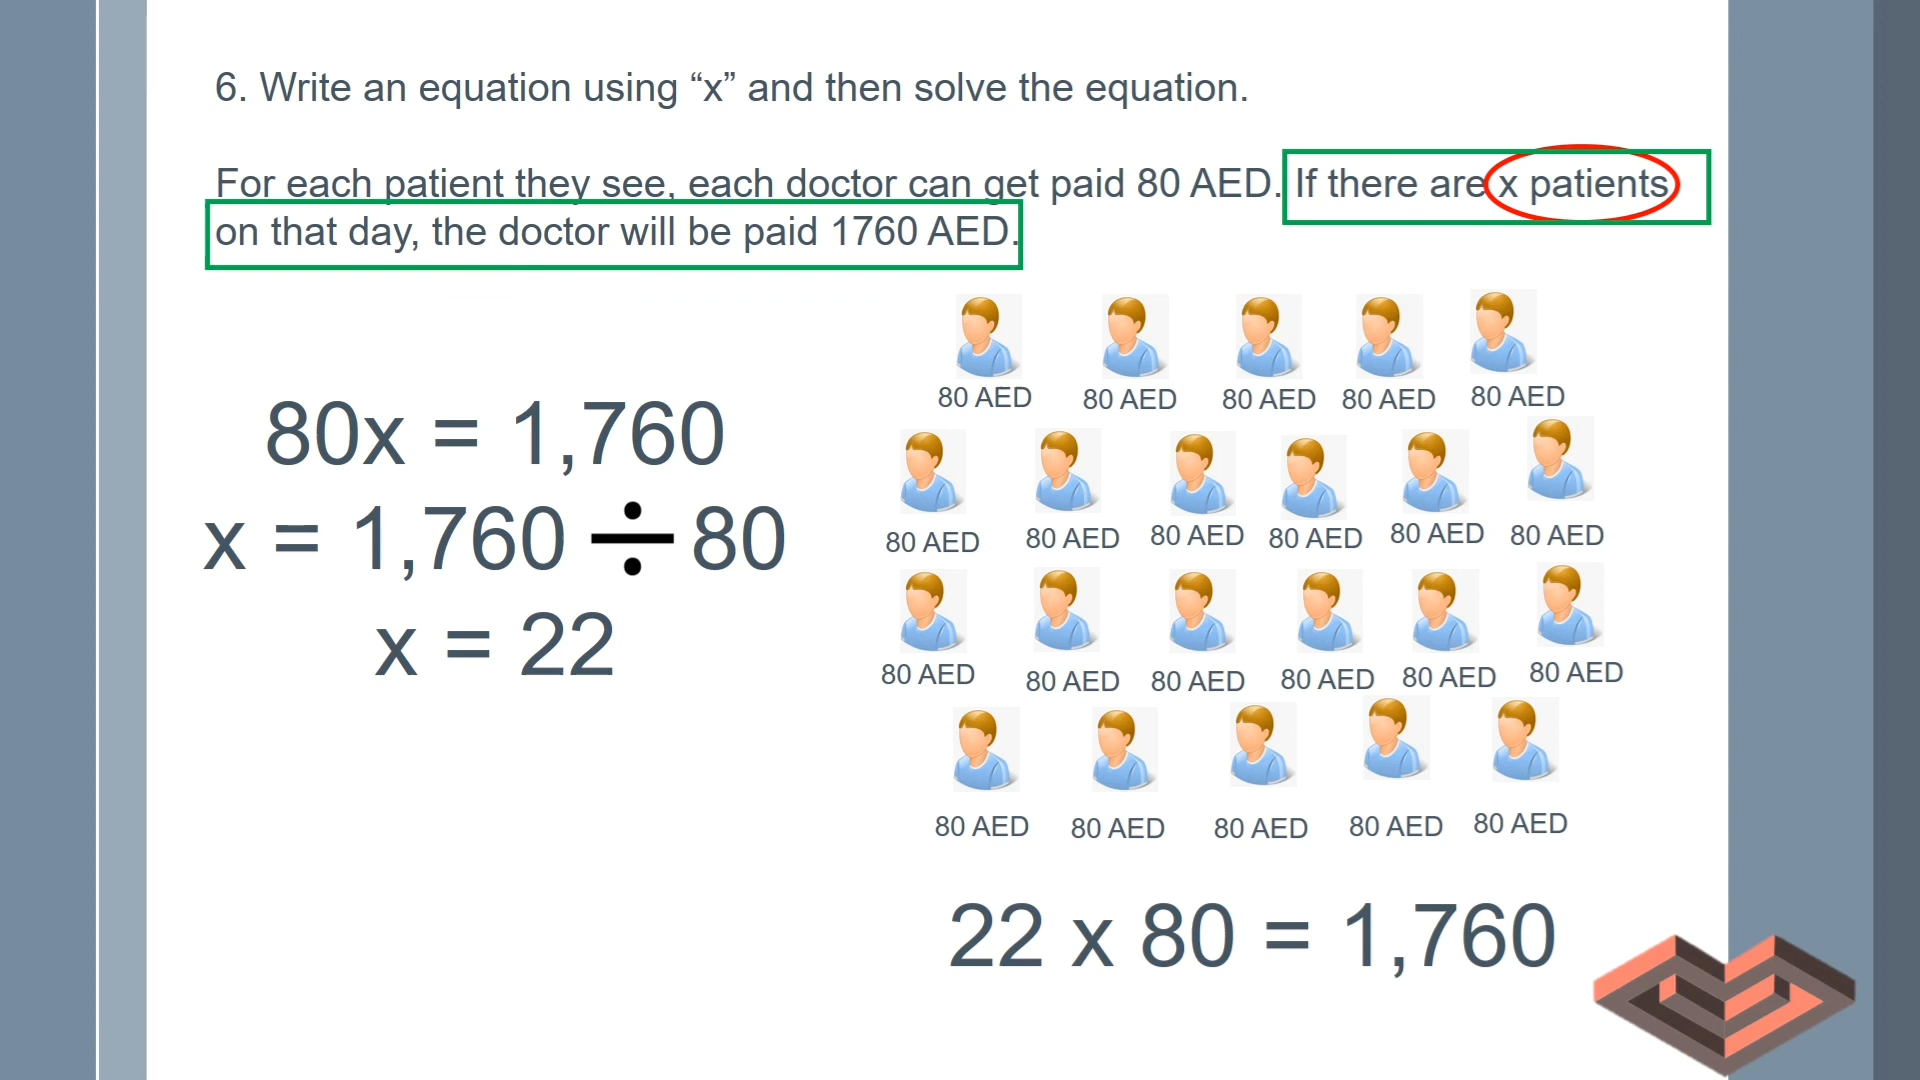 6. Write an equation using “x” and then solve the equation.
For each patient they see, each doctor can get paid 80 AED. If there are x patients
on that day, the doctor will be paid 1760 AED.
80x = 1,760
x = 1,760 ÷ 80
x = 22
80 AED 80 AED 80 AED 80 AED 80 AED
80 AED 80 AED 80 AED 80 AED 80 AED 80 AED
80 AED 80 AED 80 AED 80 AED 80 AED 80 AED
80 AED 80 AED 80 AED 80 AED 80 AED
22 x 80 = 1,760